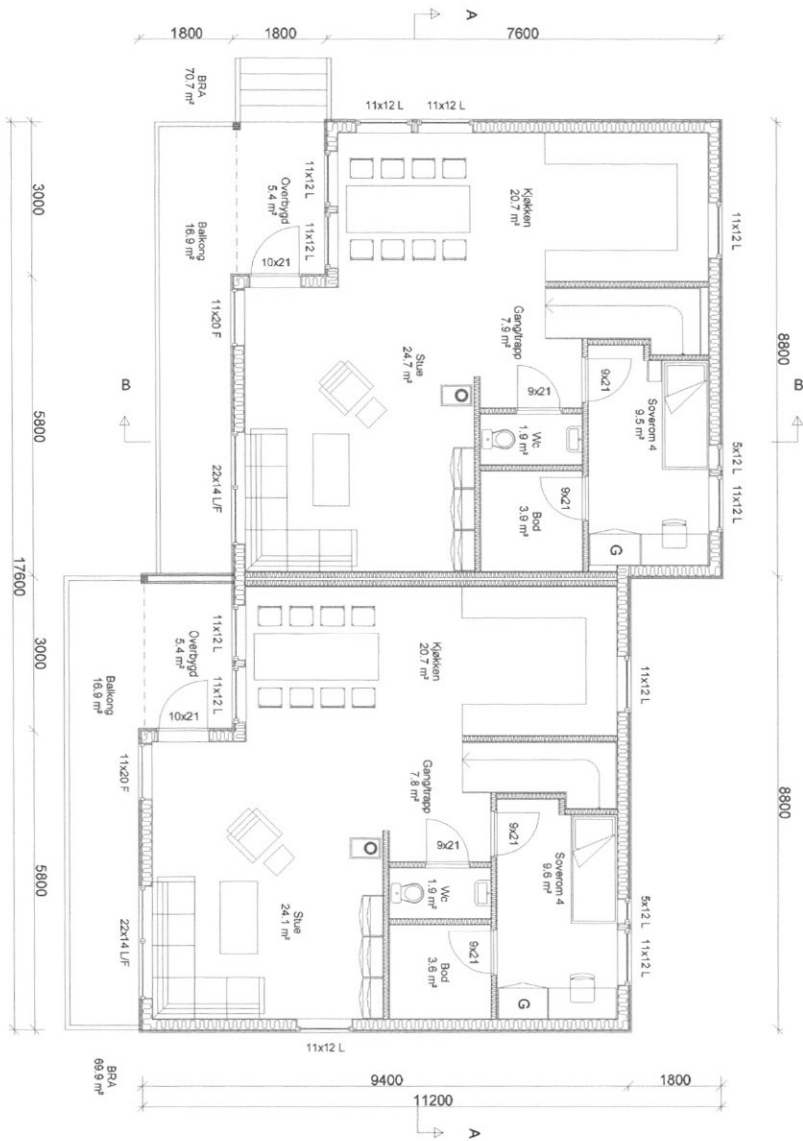 A
1800
1800
7600
BRA
70.7 m²
11x12 L
11x12 L
3000
Balkong
16.9 m²
Overbygd
5.4 m²
11x12 L
11x12 L
10x21
Kjøkken
20.7 m²
11x12 L
11x20 F
Stue
24.7 m²
Gang/trapp
7.9 m²
9x21
9x21
8800
B
B
5800
Soverom 4
9.5 m²
Wc
1.9 m²
5x12 L
11x12 L
22x14 L/F
Bod
3.9 m²
9x21
G
17600
3000
Balkong
16.9 m²
Overbygd
5.4 m²
11x12 L
11x12 L
10x21
Kjøkken
20.7 m²
11x12 L
11x20 F
Gang/trapp
7.8 m²
9x21
9x21
8800
5800
Stue
24.1 m²
Soverom 4
9.6 m²
Wc
1.9 m²
5x12 L
11x12 L
22x14 L/F
Bod
3.6 m²
9x21
G
11x12 L
BRA
69.9 m²
9400
1800
11200
A